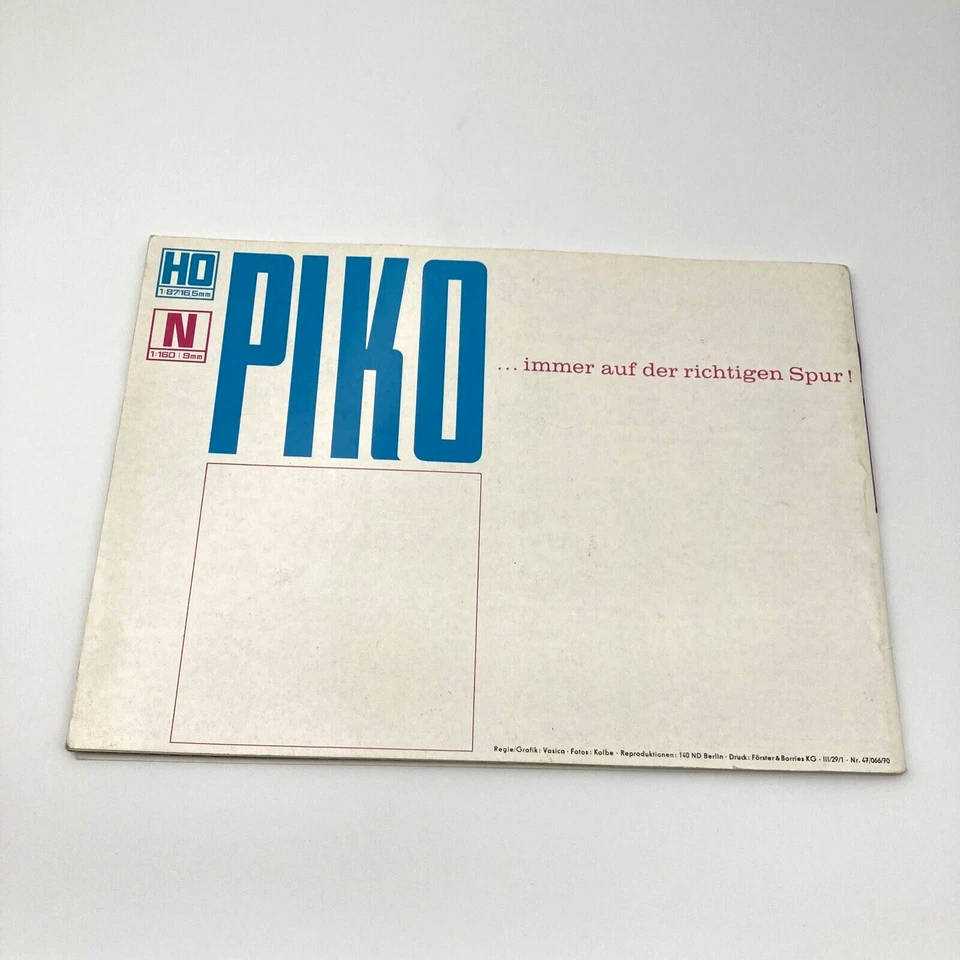 HO
1:87|16,5mm
N
1:160 | 9mm
PIKO
... immer auf der richtigen Spur!
Regie/Grafik: Vasica · Fotos: Kolbe · Reproduktionen: 140 ND Berlin · Druck: Förster & Borries KG · III/29/1 · Nr. 47/066/70